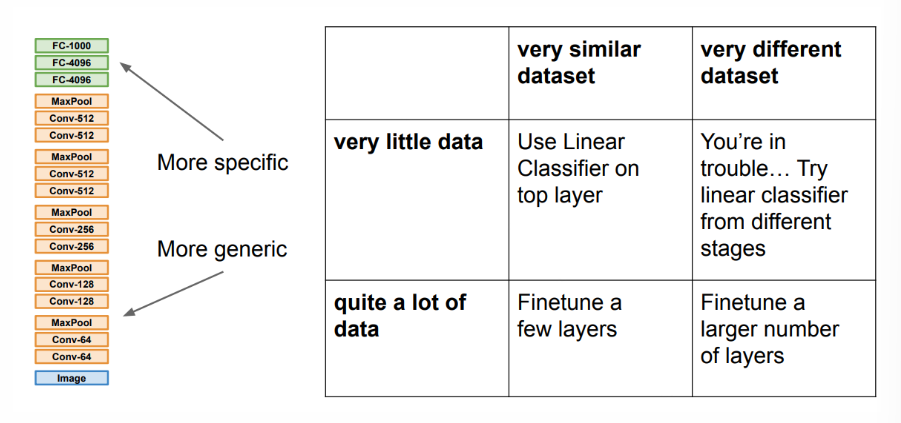 FC-1000
FC-4096
FC-4096
MaxPool
Conv-512
Conv-512
MaxPool
Conv-512
Conv-512
MaxPool
Conv-256
Conv-256
MaxPool
Conv-128
Conv-128
MaxPool
Conv-64
Conv-64
Image
More specific
More generic
very similar
dataset
very different
dataset
very little data
Use Linear
Classifier on
top layer
You’re in
trouble… Try
linear classifier
from different
stages
quite a lot of
data
Finetune a
few layers
Finetune a
larger number
of layers